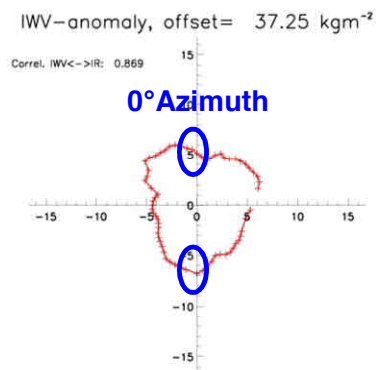 IWV-anomaly, offset= 37.25 kgm⁻²
Correl. IWV<->IR: 0.869
0°Azimuth
15
10
5
-15 -10 -5 0 5 10 15
-5
-10
-15